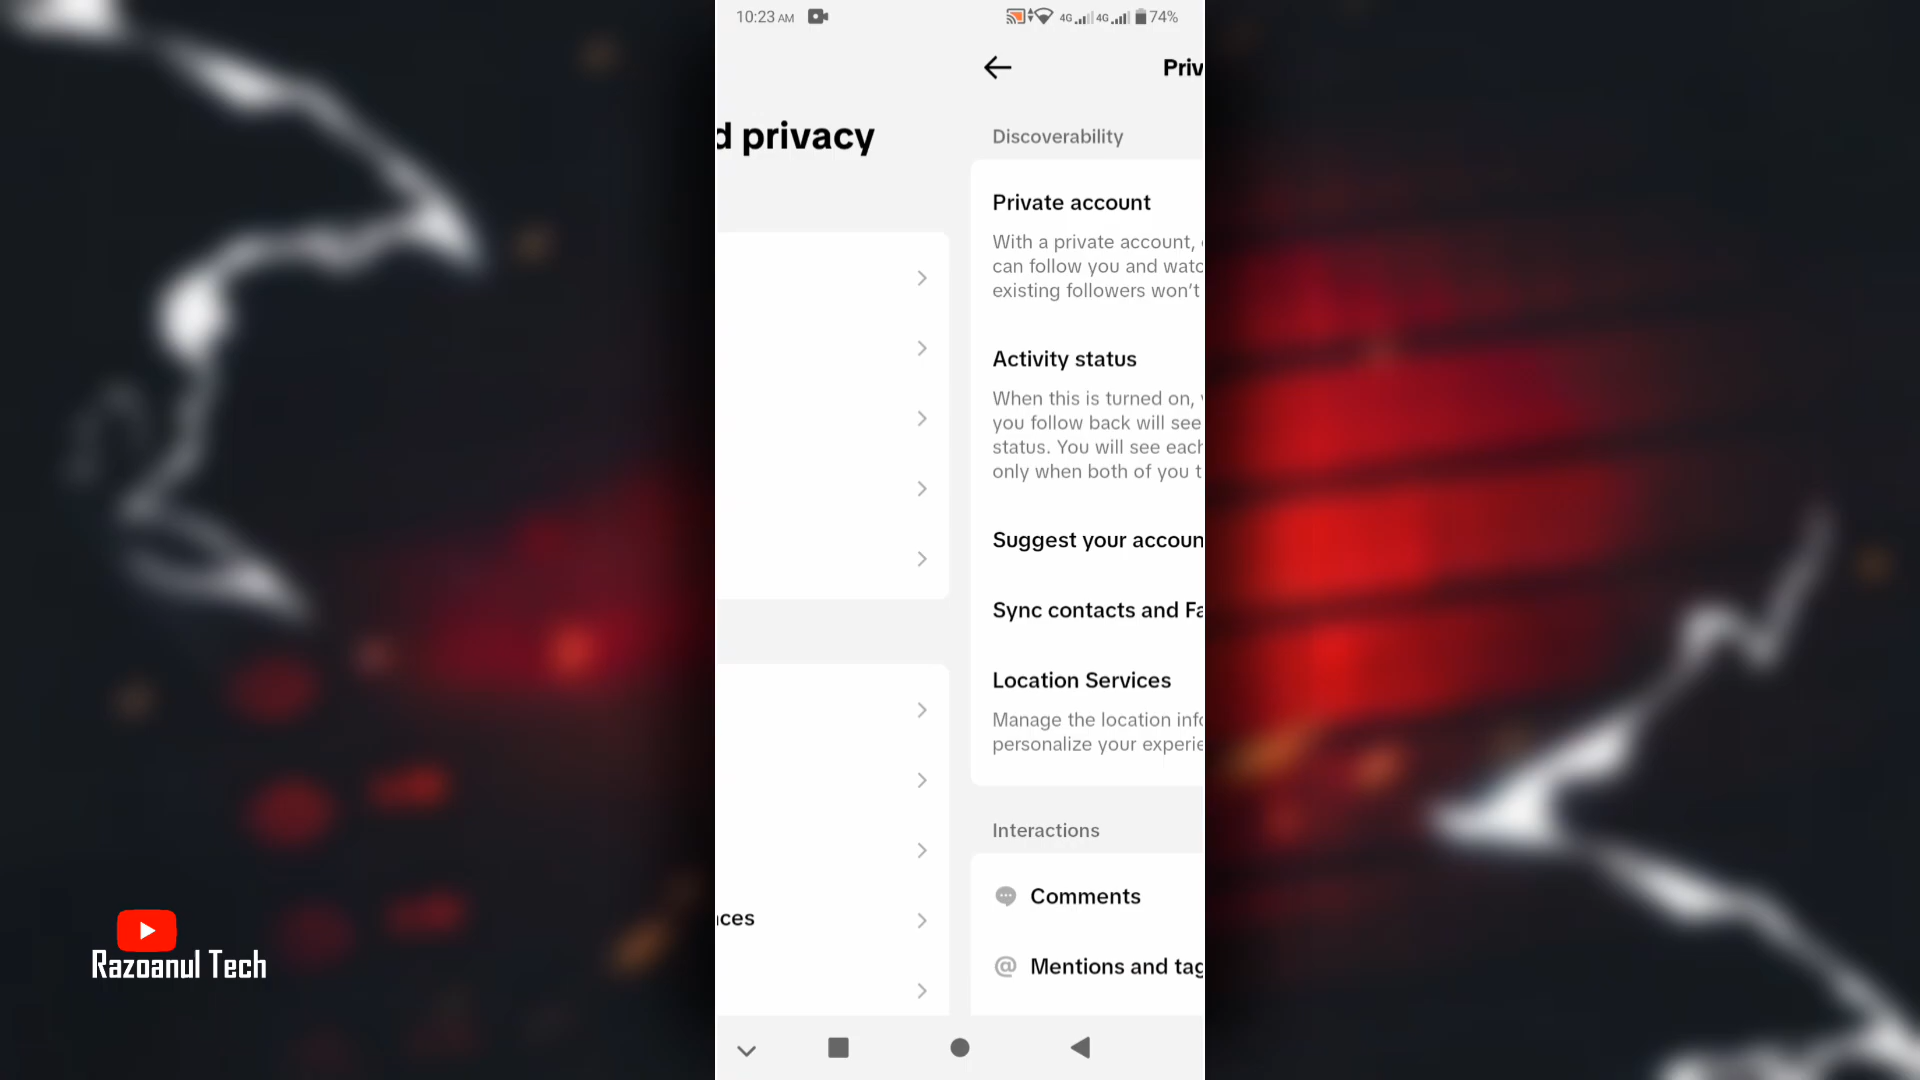 10:23 AM
4G 4G 74%
d privacy
ces
Priv
Discoverability
Private account
With a private account,
can follow you and watc
existing followers won't
Activity status
When this is turned on,
you follow back will see
status. You will see each
only when both of you t
Suggest your accoun
Sync contacts and Fa
Location Services
Manage the location info
personalize your experie
Interactions
Comments
@ Mentions and tag
Razoanul Tech